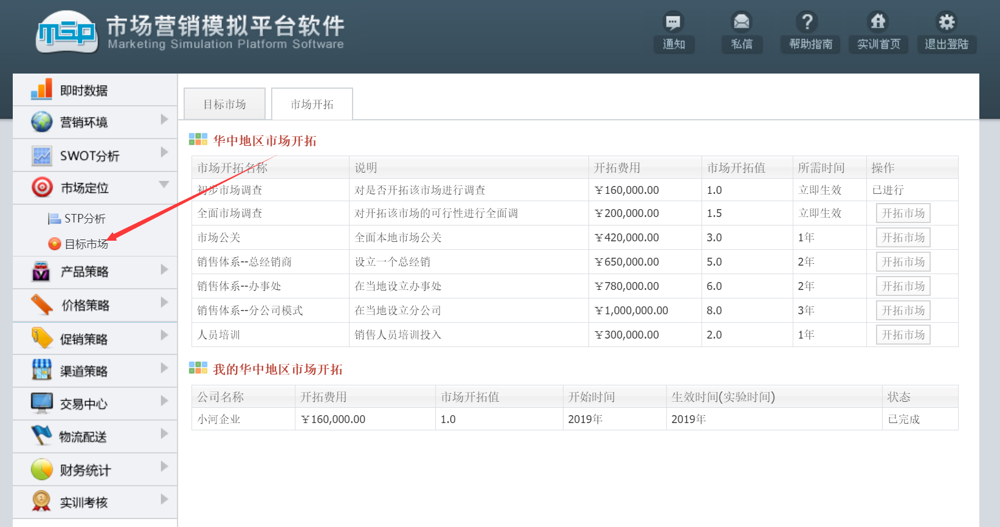 msp 市场营销模拟平台软件
Marketing Simulation Platform Software
通知 私信 帮助指南 实训首页 退出登陆
即时数据
营销环境
SWOT分析
市场定位
STP分析
目标市场
产品策略
价格策略
促销策略
渠道策略
交易中心
物流配送
财务统计
实训考核
目标市场 市场开拓
华中地区市场开拓
市场开拓名称 说明 开拓费用 市场开拓值 所需时间 操作
初步市场调查 对是否开拓该市场进行调查 ￥160,000.00 1.0 立即生效 已进行
全面市场调查 对开拓该市场的可行性进行全面调 ￥200,000.00 1.5 立即生效 开拓市场
市场公关 全面本地市场公关 ￥420,000.00 3.0 1年 开拓市场
销售体系--总经销商 设立一个总经销 ￥650,000.00 5.0 2年 开拓市场
销售体系--办事处 在当地设立办事处 ￥780,000.00 6.0 2年 开拓市场
销售体系--分公司模式 在当地设立分公司 ￥1,000,000.00 8.0 3年 开拓市场
人员培训 销售人员培训投入 ￥300,000.00 2.0 1年 开拓市场
我的华中地区市场开拓
公司名称 开拓费用 市场开拓值 开始时间 生效时间(实验时间) 状态
小河企业 ￥160,000.00 1.0 2019年 2019年 已完成